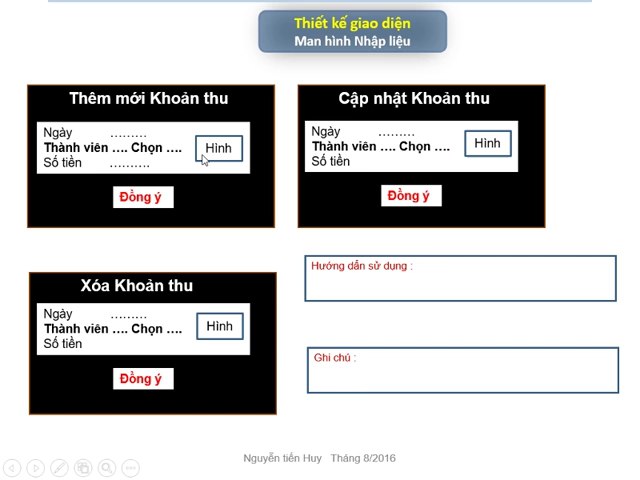 Thiết kế giao diện
Man hình Nhập liệu
Thêm mới Khoản thu
Ngày ………
Thành viên …. Chọn ….
Số tiền ……….
Hình
Đồng ý
Cập nhật Khoản thu
Ngày ………
Thành viên …. Chọn ….
Số tiền
Hình
Đồng ý
Xóa Khoản thu
Ngày ………
Thành viên …. Chọn ….
Số tiền
Hình
Đồng ý
Hướng dẫn sử dụng :
Ghi chú :
Nguyễn tiến Huy Tháng 8/2016